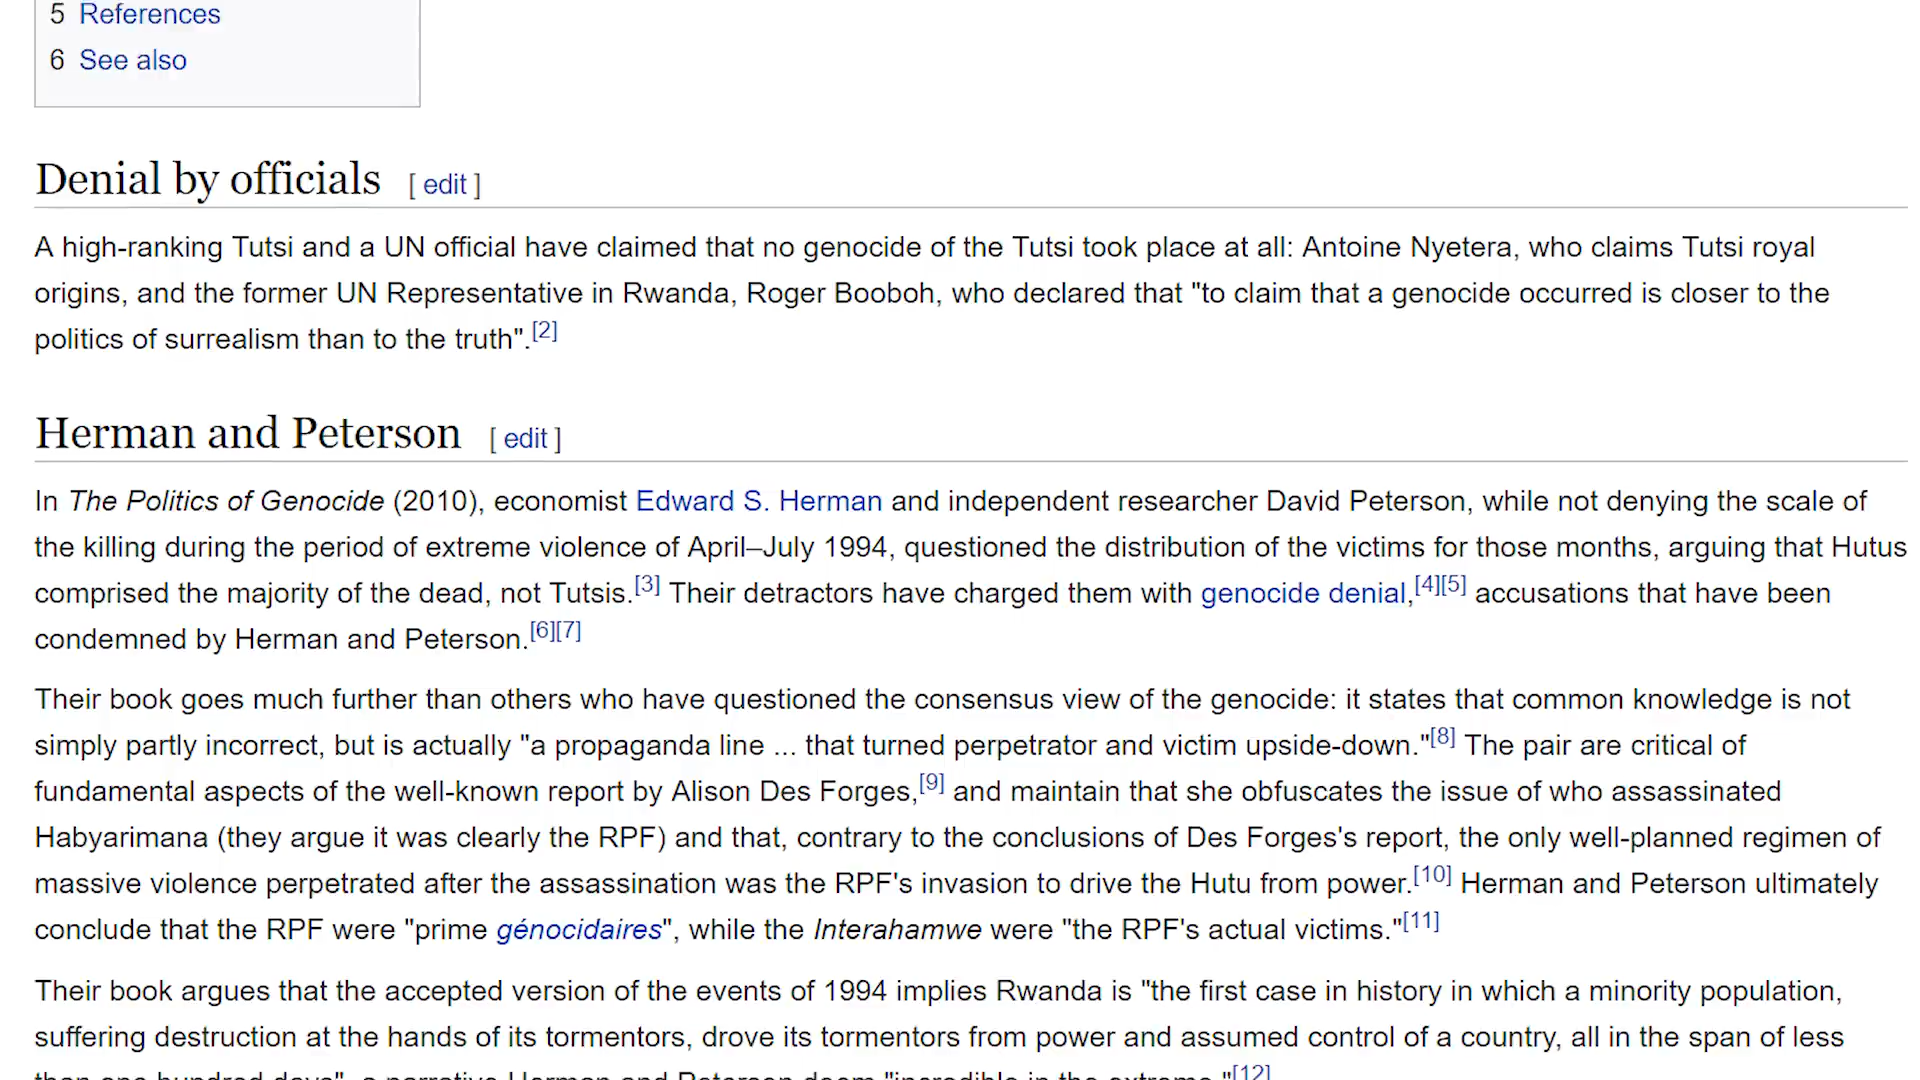 5 References
6 See also
Denial by officials [ edit ]
A high-ranking Tutsi and a UN official have claimed that no genocide of the Tutsi took place at all: Antoine Nyetera, who claims Tutsi royal
origins, and the former UN Representative in Rwanda, Roger Booboh, who declared that "to claim that a genocide occurred is closer to the
politics of surrealism than to the truth".[2]
Herman and Peterson [ edit ]
In The Politics of Genocide (2010), economist Edward S. Herman and independent researcher David Peterson, while not denying the scale of
the killing during the period of extreme violence of April–July 1994, questioned the distribution of the victims for those months, arguing that Hutus
comprised the majority of the dead, not Tutsis.[3] Their detractors have charged them with genocide denial,[4][5] accusations that have been
condemned by Herman and Peterson.[6][7]
Their book goes much further than others who have questioned the consensus view of the genocide: it states that common knowledge is not
simply partly incorrect, but is actually "a propaganda line ... that turned perpetrator and victim upside-down."[8] The pair are critical of
fundamental aspects of the well-known report by Alison Des Forges,[9] and maintain that she obfuscates the issue of who assassinated
Habyarimana (they argue it was clearly the RPF) and that, contrary to the conclusions of Des Forges's report, the only well-planned regimen of
massive violence perpetrated after the assassination was the RPF's invasion to drive the Hutu from power.[10] Herman and Peterson ultimately
conclude that the RPF were "prime génocidaires", while the Interahamwe were "the RPF's actual victims."[11]
Their book argues that the accepted version of the events of 1994 implies Rwanda is "the first case in history in which a minority population,
suffering destruction at the hands of its tormentors, drove its tormentors from power and assumed control of a country, all in the span of less
than one hundred days", a narrative Herman and Peterson deem "incredible in the extreme."[12]